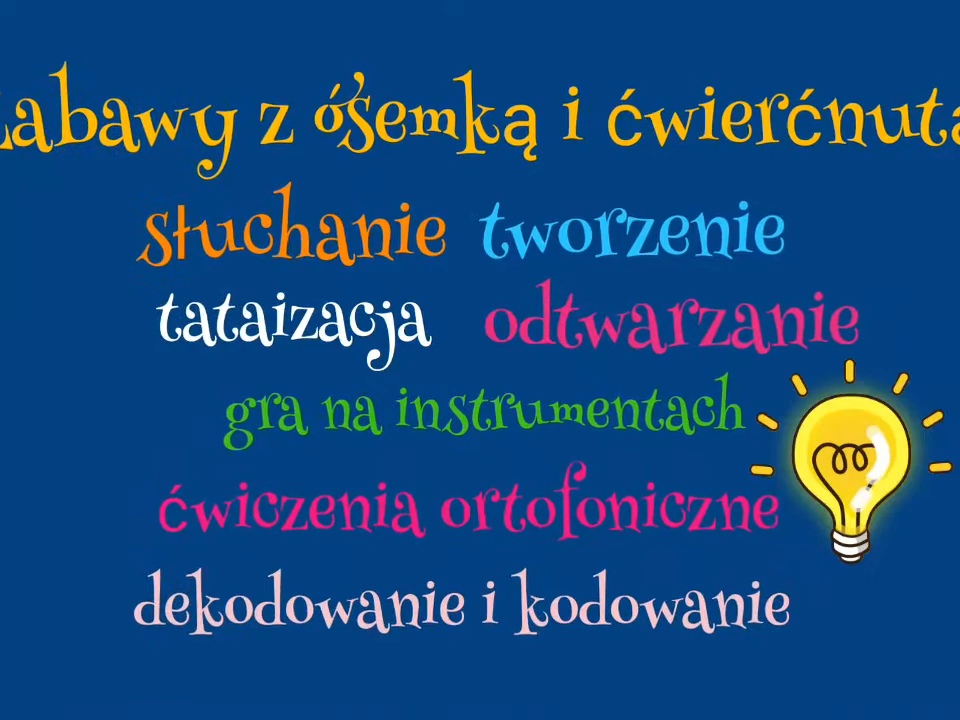 Zabawy z ósemką i ćwierćnutą
słuchanie tworzenie
tataizacja odtwarzanie
gra na instrumentach
ćwiczenia ortofoniczne
dekodowanie i kodowanie